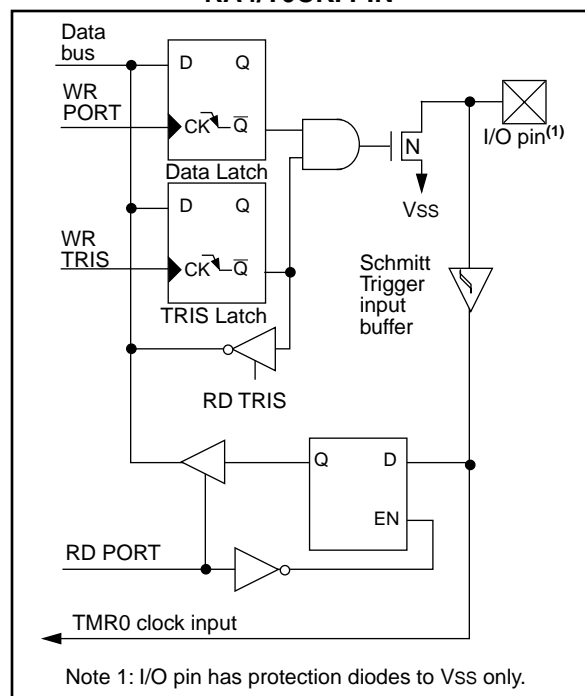 Data
bus
D Q
WR
PORT
CK Q
Data Latch
N
I/O pin(1)
VSS
D Q
WR
TRIS
CK Q
TRIS Latch
Schmitt
Trigger
input
buffer
RD TRIS
Q D
EN
RD PORT
TMR0 clock input
Note 1: I/O pin has protection diodes to VSS only.